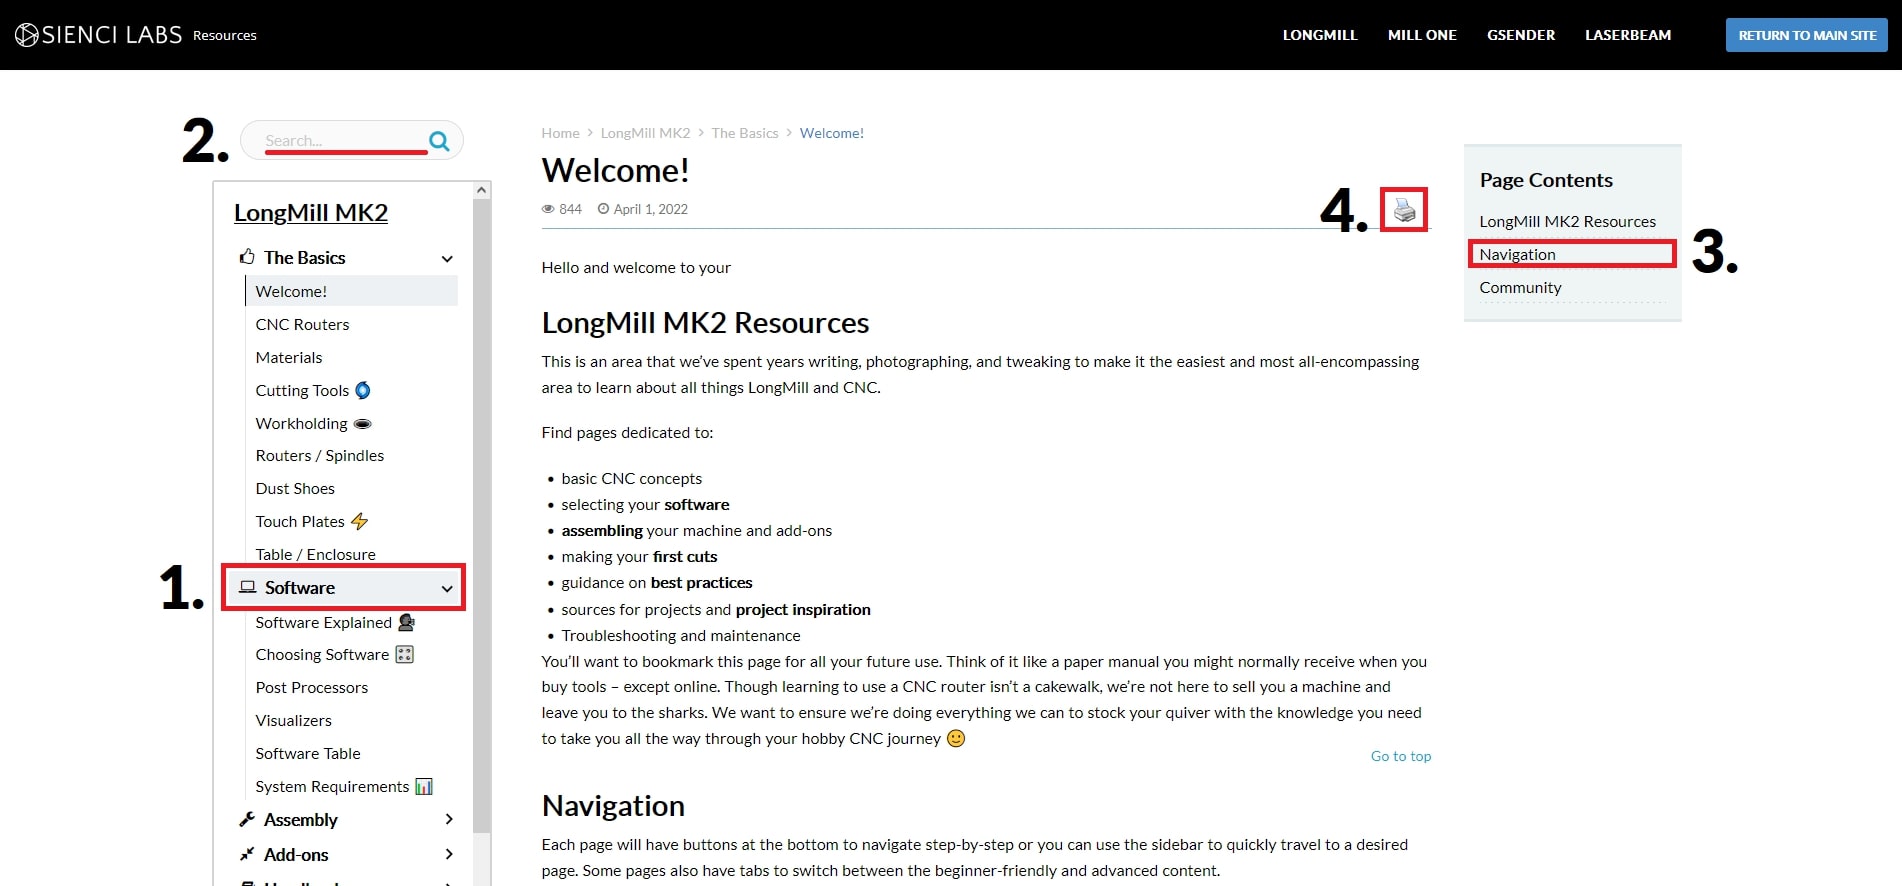 SIENCI LABS Resources
LONGMILL MILL ONE GSENDER LASERBEAM RETURN TO MAIN SITE
2.
Search...
LongMill MK2
The Basics
Welcome!
CNC Routers
Materials
Cutting Tools
Workholding
Routers / Spindles
Dust Shoes
Touch Plates
Table / Enclosure
1.
Software
Software Explained
Choosing Software
Post Processors
Visualizers
Software Table
System Requirements
Assembly
Add-ons
Home > LongMill MK2 > The Basics > Welcome!
Welcome!
844 April 1, 2022
4.
Hello and welcome to your
LongMill MK2 Resources
This is an area that we’ve spent years writing, photographing, and tweaking to make it the easiest and most all-encompassing
area to learn about all things LongMill and CNC.
Find pages dedicated to:
• basic CNC concepts
• selecting your software
• assembling your machine and add-ons
• making your first cuts
• guidance on best practices
• sources for projects and project inspiration
• Troubleshooting and maintenance
You’ll want to bookmark this page for all your future use. Think of it like a paper manual you might normally receive when you
buy tools – except online. Though learning to use a CNC router isn’t a cakewalk, we’re not here to sell you a machine and
leave you to the sharks. We want to ensure we’re doing everything we can to stock your quiver with the knowledge you need
to take you all the way through your hobby CNC journey 🙂
Go to top
Navigation
Each page will have buttons at the bottom to navigate step-by-step or you can use the sidebar to quickly travel to a desired
page. Some pages also have tabs to switch between the beginner-friendly and advanced content.
Page Contents
LongMill MK2 Resources
Navigation
3.
Community